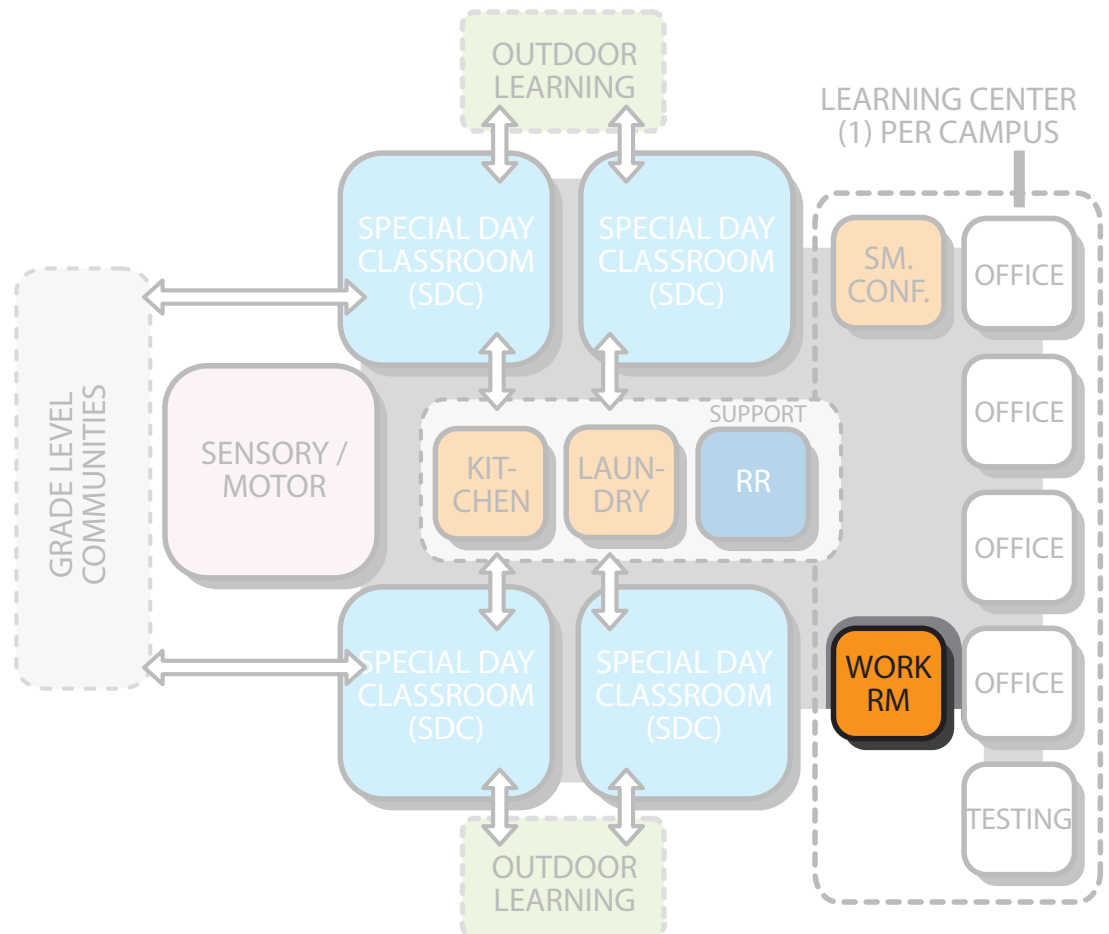 OUTDOOR
LEARNING
LEARNING CENTER
(1) PER CAMPUS
SPECIAL DAY
CLASSROOM
(SDC)
SPECIAL DAY
CLASSROOM
(SDC)
SM.
CONF.
OFFICE
GRADE LEVEL
COMMUNITIES
SENSORY /
MOTOR
SUPPORT
KIT-
CHEN
LAUN-
DRY
RR
OFFICE
OFFICE
SPECIAL DAY
CLASSROOM
(SDC)
SPECIAL DAY
CLASSROOM
(SDC)
WORK
RM
OFFICE
TESTING
OUTDOOR
LEARNING